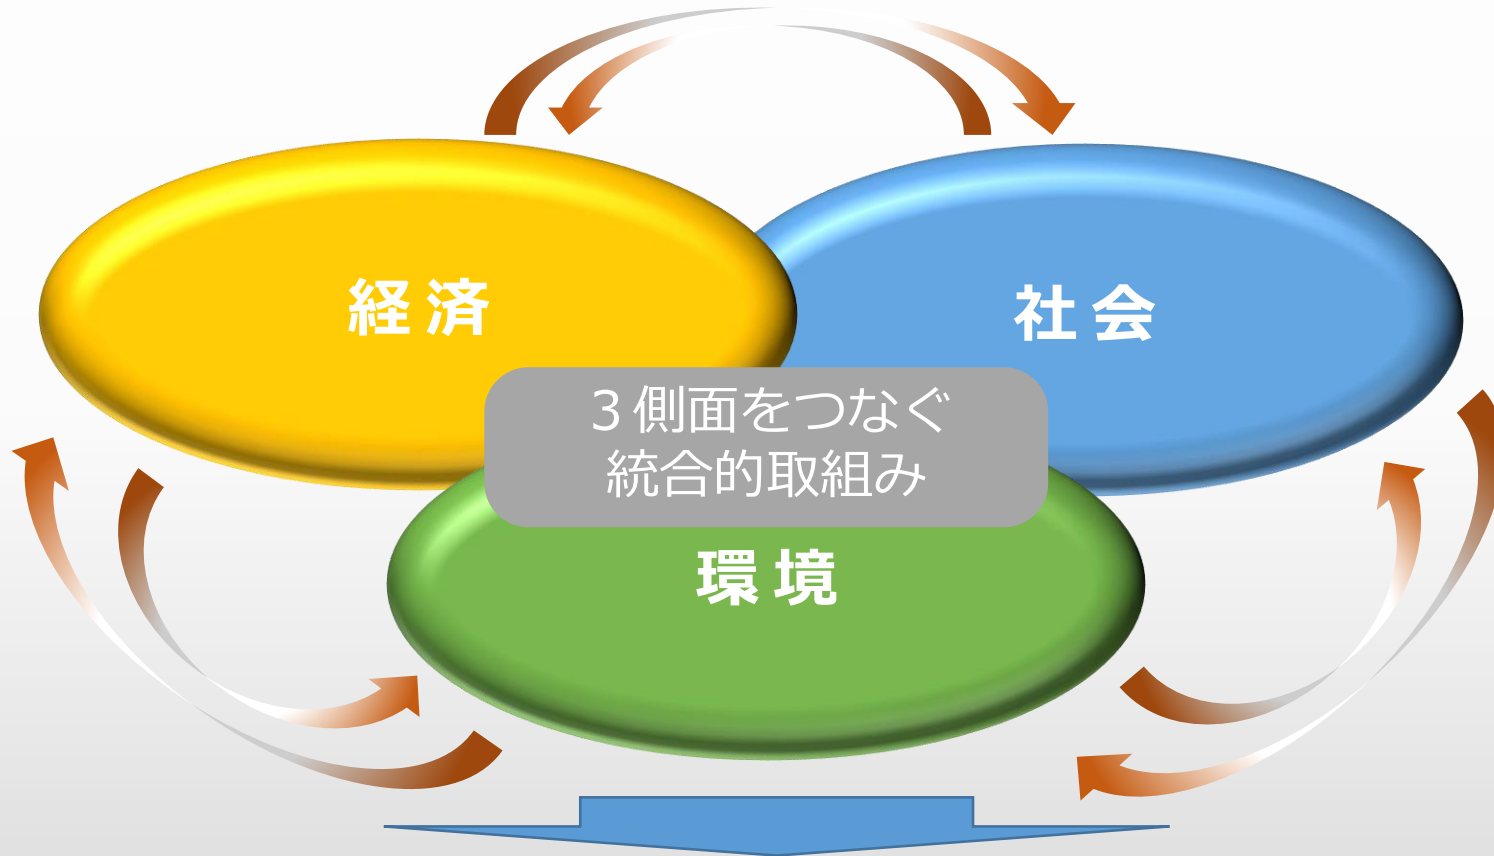 経済
社会
３側面をつなぐ
統合的取組み
環境